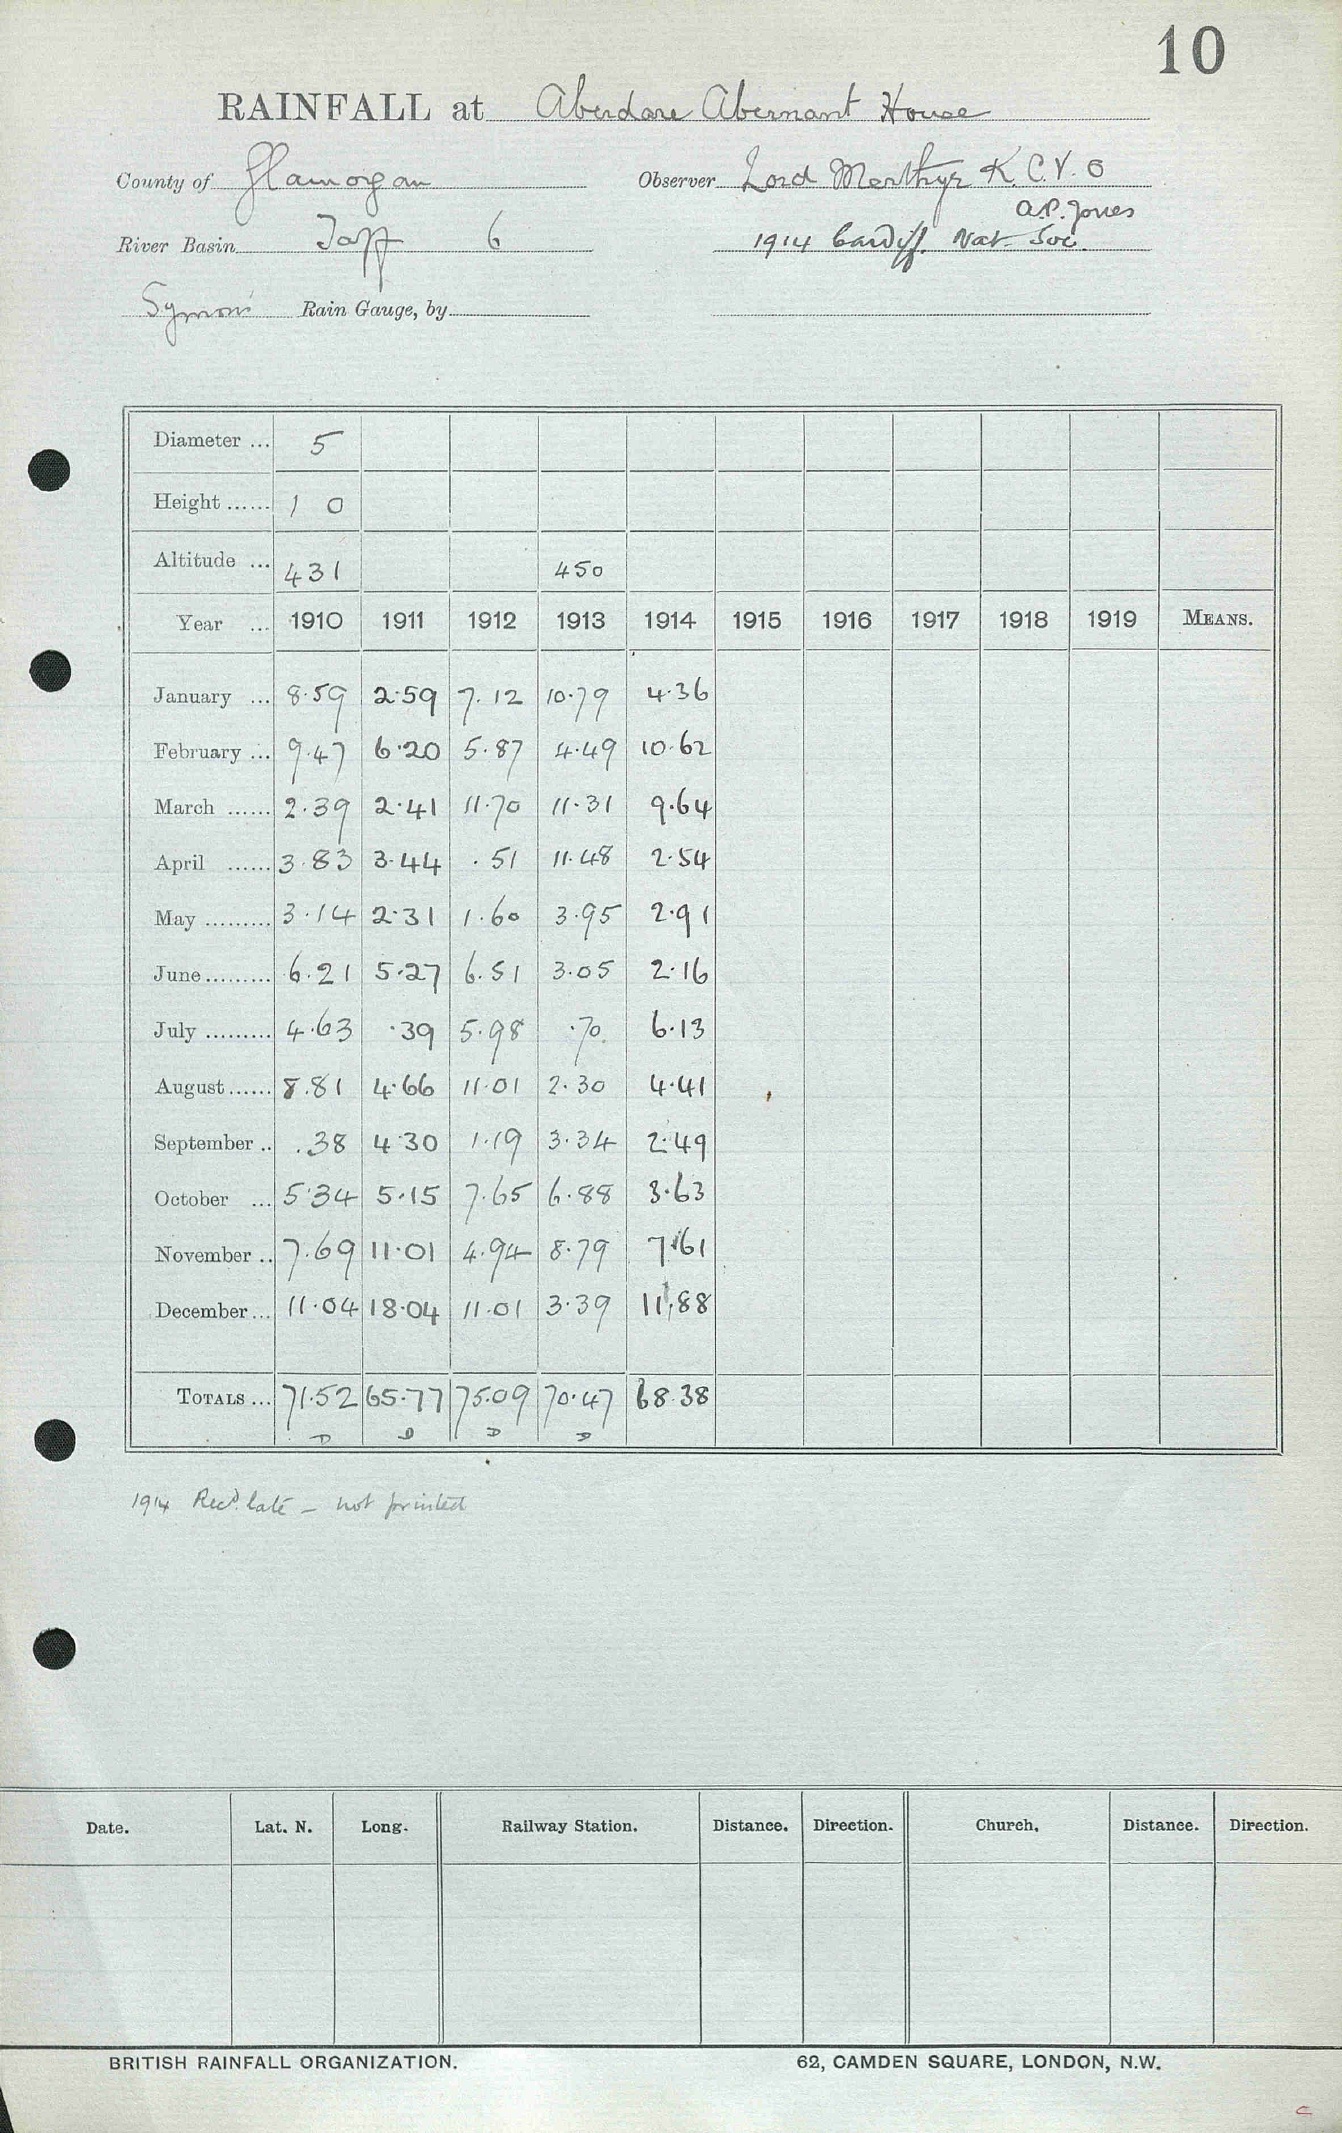 10
RAINFALL at Aberdare Abernant House
County of Glamorgan Observer Lord Merthyr K.C.V.O
A.P. Jones
River Basin Taff 6 1914 Cardiff Nat Soc.
Symons' Rain Gauge, by
Diameter ... 5
Height ...... 1 0
Altitude ... 431 450
Year ... 1910 1911 1912 1913 1914 1915 1916 1917 1918 1919 MEANS.
January ... 8.59 2.59 7.12 10.79 4.36
February ... 9.47 6.20 5.87 4.49 10.62
March ...... 2.39 2.41 11.70 11.31 9.64
April ...... 3.83 3.44 .51 11.48 2.54
May ......... 3.14 2.31 1.60 3.95 2.91
June ......... 6.21 5.27 6.51 3.05 2.16
July ......... 4.63 .39 5.98 .70 6.13
August ...... 8.81 4.66 11.01 2.30 4.41
September .. .38 4.30 1.19 3.34 2.49
October ... 5.34 5.15 7.65 6.88 3.63
November .. 7.69 11.01 4.94 8.79 7.61
December ... 11.04 18.04 11.01 3.39 11.88
TOTALS ... 71.52 65.77 75.09 70.47 68.38
1914 Recd. late - not printed
Date. Lat. N. Long. Railway Station. Distance. Direction. Church. Distance. Direction.
BRITISH RAINFALL ORGANIZATION. 62, CAMDEN SQUARE, LONDON, N.W.